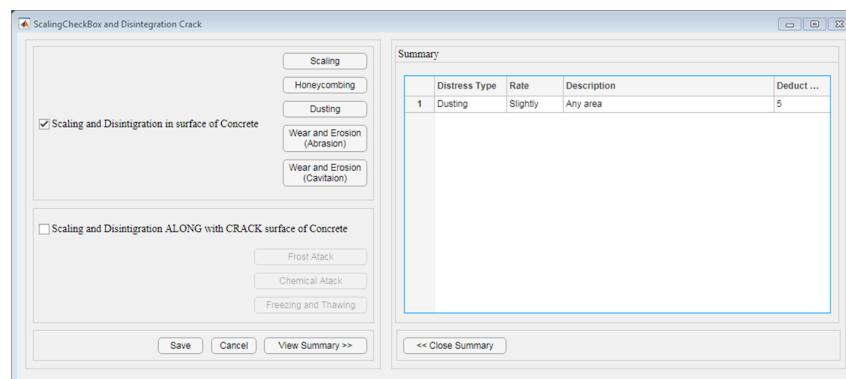 ScalingCheckBox and Disintegration Crack
Scaling
Honeycombing
Dusting
Scaling and Disintigration in surface of Concrete
Wear and Erosion
(Abrasion)
Wear and Erosion
(Cavitaion)
Scaling and Disintigration ALONG with CRACK surface of Concrete
Frost Atack
Chemical Atack
Freezing and Thawing
Save Cancel View Summary >>
Summary
Distress Type Rate Description Deduct ...
1 Dusting Slightly Any area 5
<< Close Summary